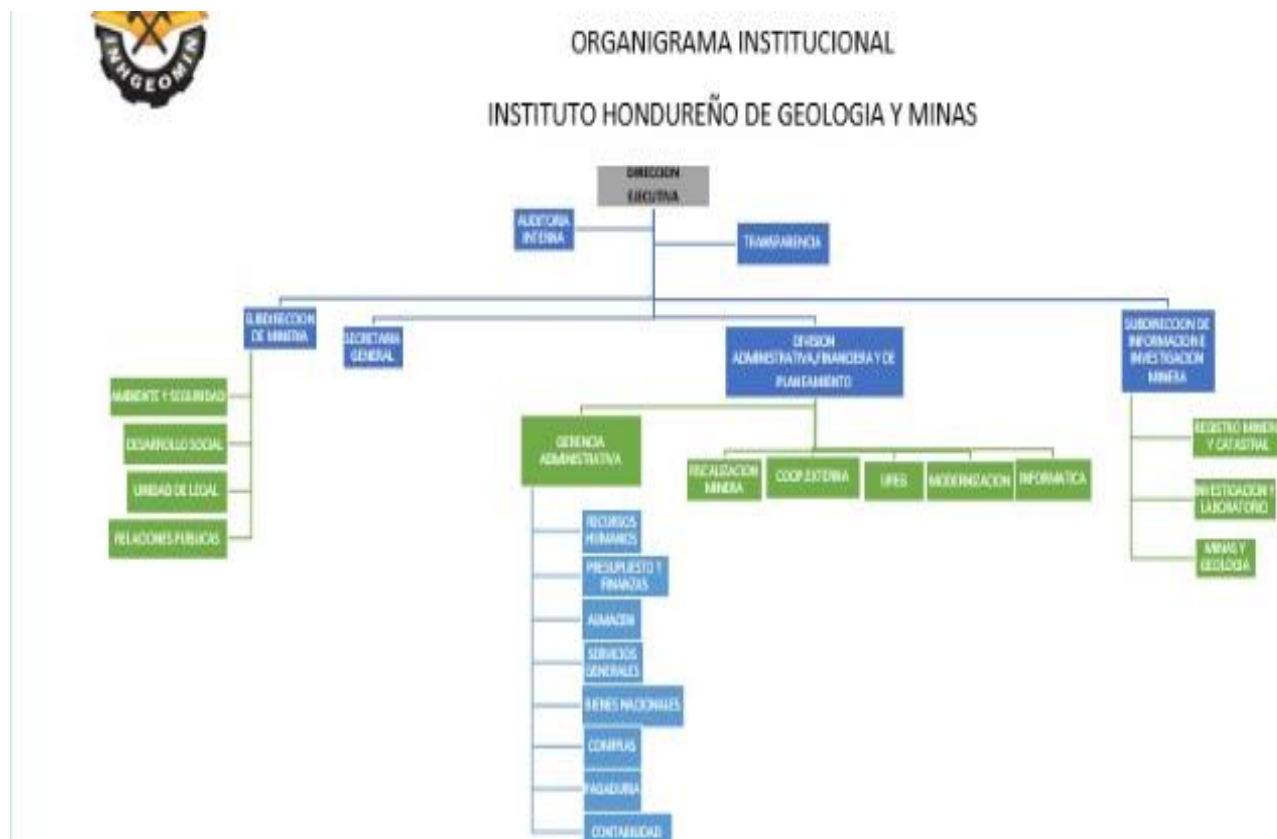 INHGEOMIN
ORGANIGRAMA INSTITUCIONAL
INSTITUTO HONDUREÑO DE GEOLOGIA Y MINAS
DIRECCION
EJECUTIVA
AUDITORIA
INTERNA
TRANSPARENCIA
SUBDIRECCION
DE MINERIA
SECRETARIA
GENERAL
DIVISION
ADMINISTRATIVA,FINANCIERA Y DE
PLANEAMIENTO
SUBDIRECCION DE
INFORMACION E
INVESTIGACION
MINERA
AMBIENTE Y SEGURIDAD
DESARROLLO SOCIAL
UNIDAD DE LEGAL
RELACIONES PUBLICAS
GERENCIA
ADMINISTRATIVA
FISCALIZACION
MINERA
COOP.EXTERNA
UPEG
MODERNIZACION
INFORMATICA
REGISTRO MINERO
Y CATASTRAL
INVESTIGACION Y
LABORATORIO
MINAS Y
GEOLOGIA
RECURSOS
HUMANOS
PRESUPUESTO Y
FINANZAS
ALMACEN
SERVICIOS
GENERALES
BIENES NACIONALES
COMPRAS
PAGADURIA
CONTABILIDAD